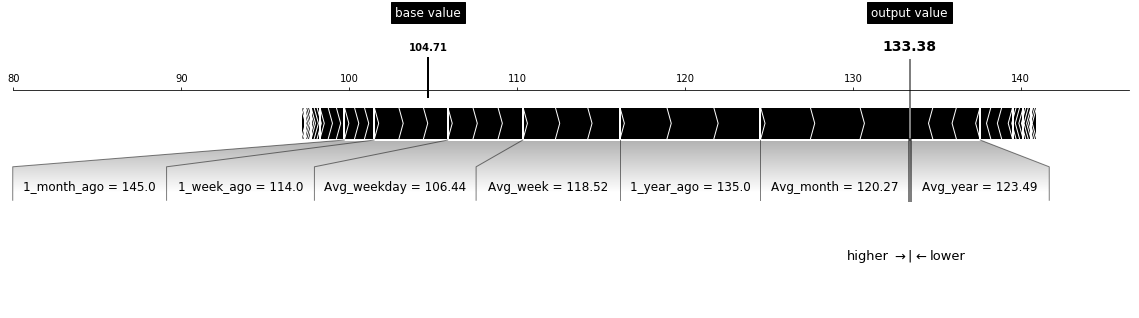 base value
output value
104.71
133.38
80 90 100 110 120 130 140
1_month_ago = 145.0 1_week_ago = 114.0 Avg_weekday = 106.44 Avg_week = 118.52 1_year_ago = 135.0 Avg_month = 120.27 Avg_year = 123.49
higher →|← lower